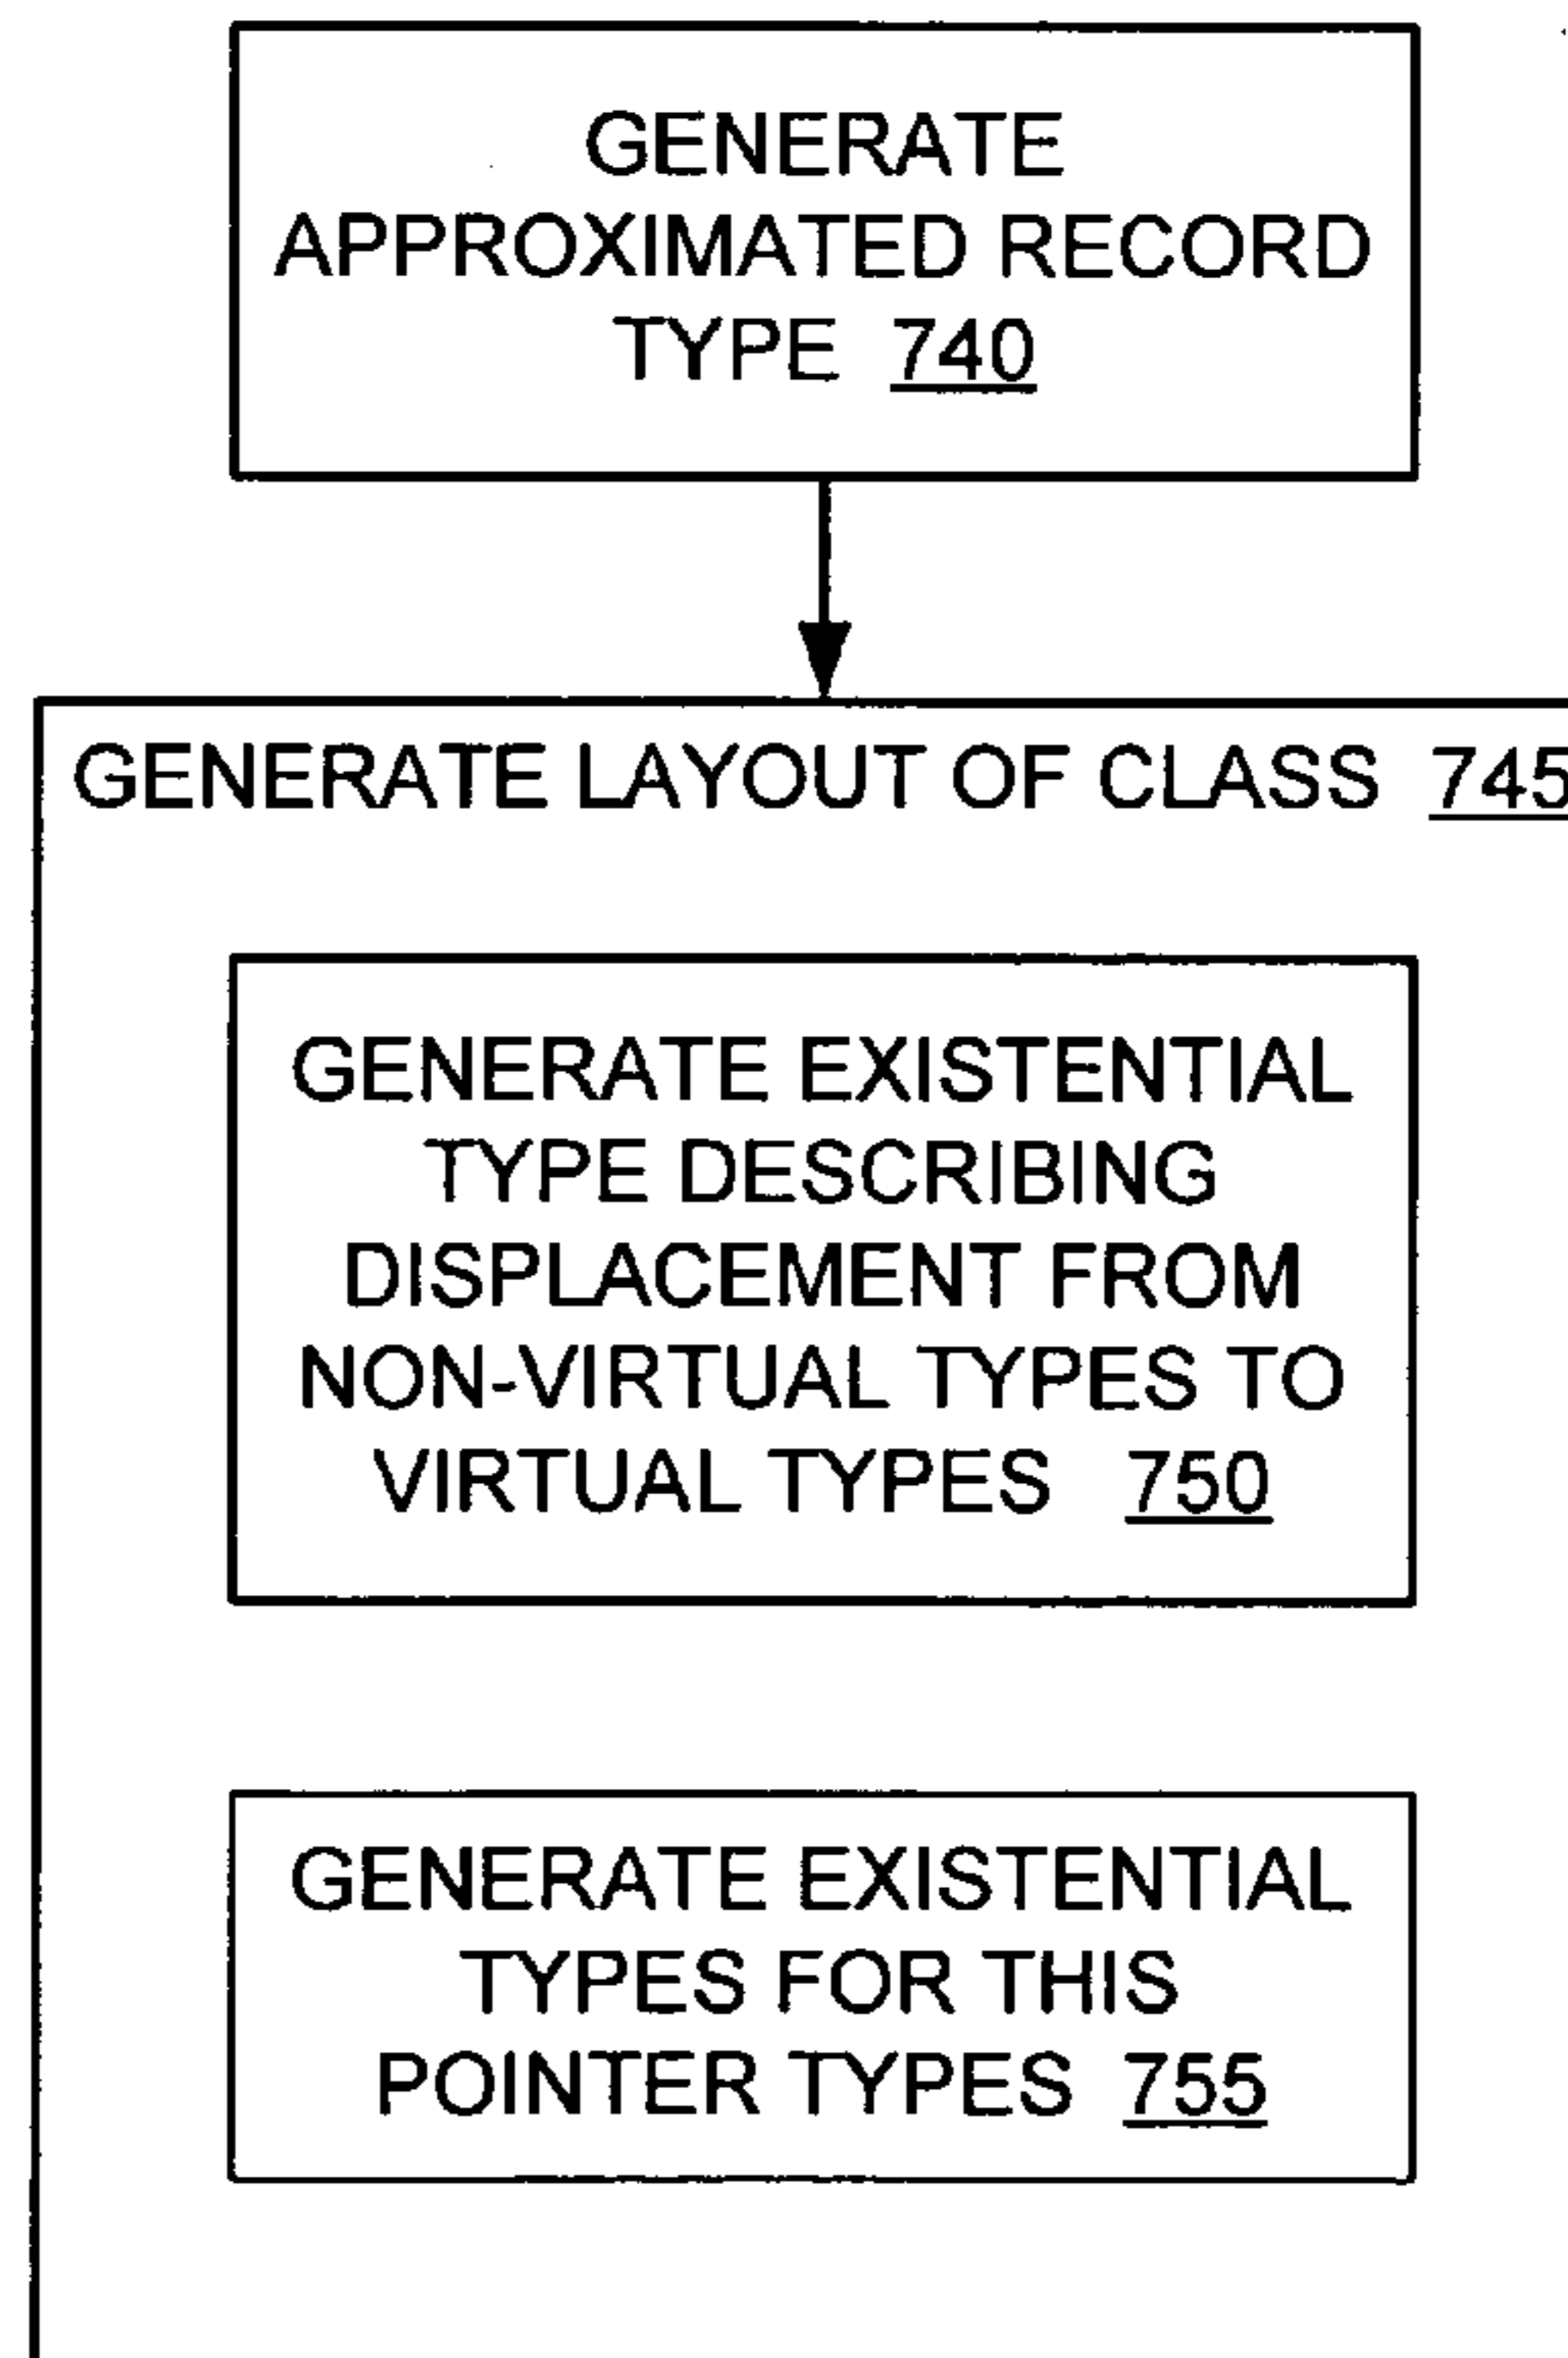 GENERATE
APPROXIMATED RECORD
TYPE 740
GENERATE LAYOUT OF CLASS 745
GENERATE EXISTENTIAL
TYPE DESCRIBING
DISPLACEMENT FROM
NON-VIRTUAL TYPES TO
VIRTUAL TYPES 750
GENERATE EXISTENTIAL
TYPES FOR THIS
POINTER TYPES 755